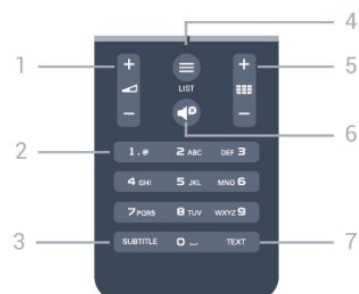 4
1 + + 5
LIST
− −
6
2 1.@ 2 ABC DEF 3
4 GHI 5 JKL MNO 6
7 PQRS 8 TUV WXYZ 9
3 SUBTITLE 0 ⎵ TEXT 7